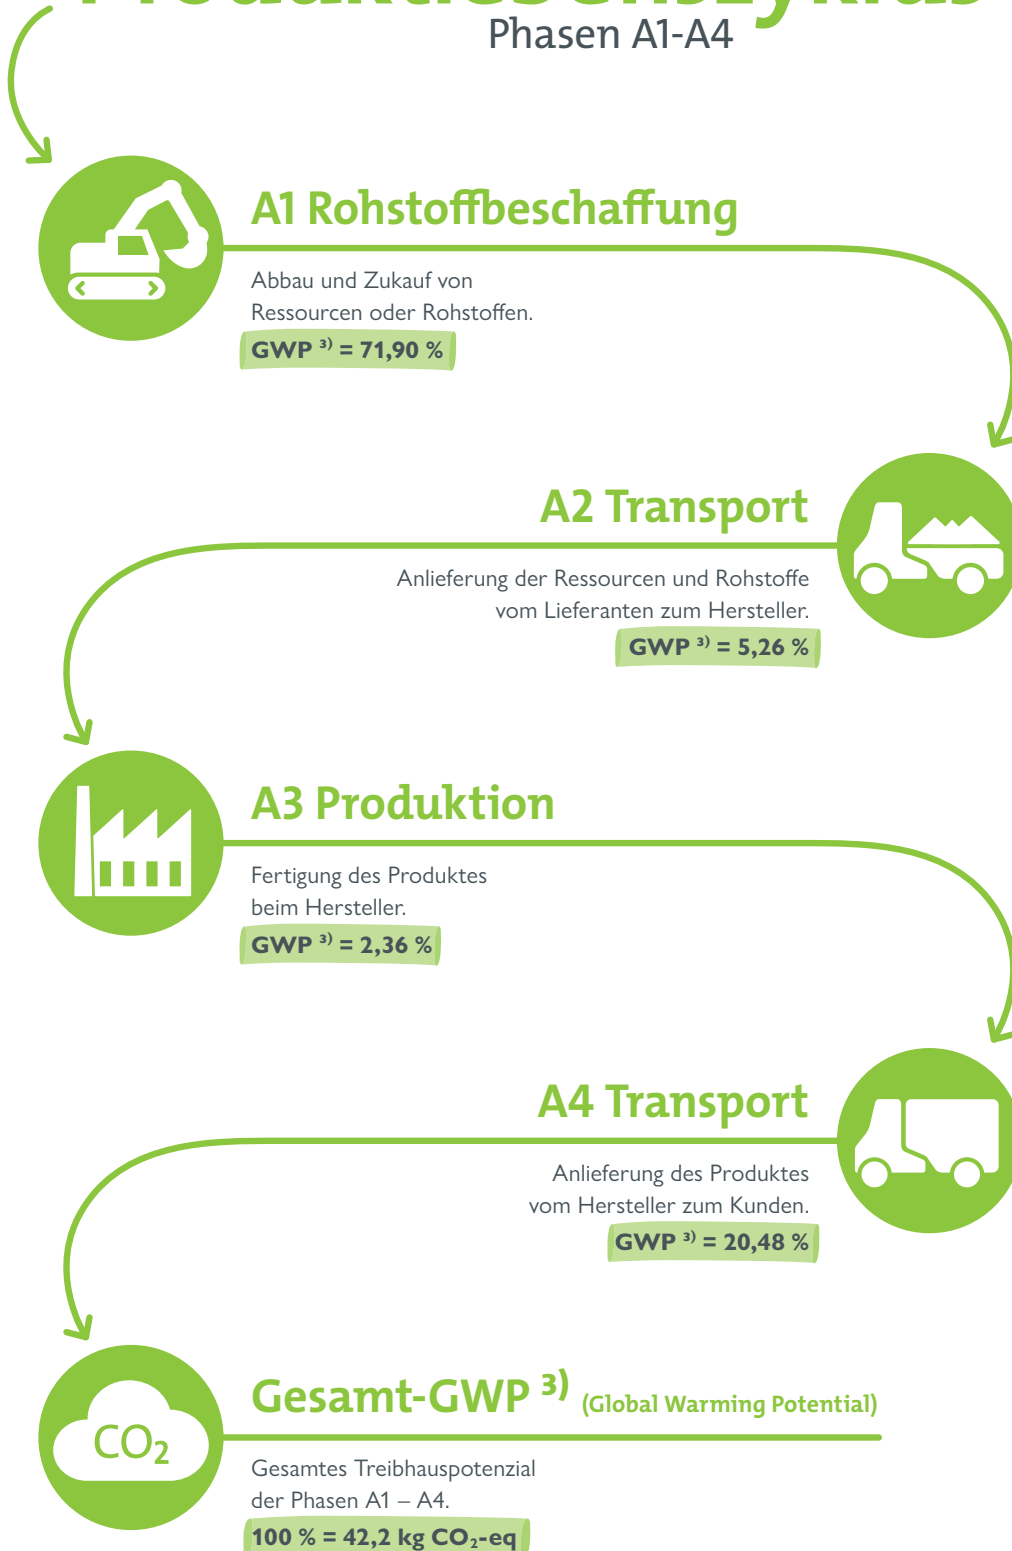 Produktlebenszyklus
Phasen A1-A4
A1 Rohstoffbeschaffung
Abbau und Zukauf von
Ressourcen oder Rohstoffen.
GWP ³⁾ = 71,90 %
A2 Transport
Anlieferung der Ressourcen und Rohstoffe
vom Lieferanten zum Hersteller.
GWP ³⁾ = 5,26 %
A3 Produktion
Fertigung des Produktes
beim Hersteller.
GWP ³⁾ = 2,36 %
A4 Transport
Anlieferung des Produktes
vom Hersteller zum Kunden.
GWP ³⁾ = 20,48 %
CO₂
Gesamt-GWP ³⁾ (Global Warming Potential)
Gesamtes Treibhauspotenzial
der Phasen A1 – A4.
100 % = 42,2 kg CO₂-eq